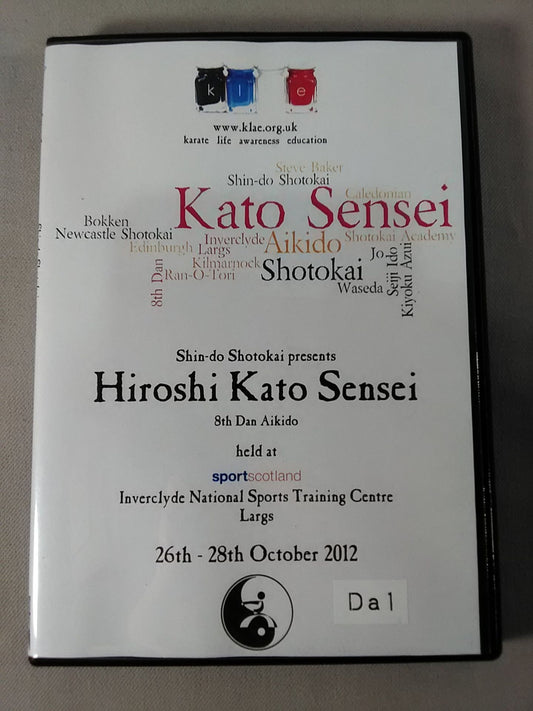 k l e
www.klae.org.uk
karate life awareness education
Steve Baker
Shin-do Shotokai
Caledonian
Kato Sensei
Bokken
Newcastle Shotokai
Edinburgh
Inverclyde
Largs
Aikido
Shotokai Academy
Kilmarnock
Ran-O-Tori
8th Dan
Shotokai
Jo
Waseda
Seiji Ido
Kiyoku Azui
Shin-do Shotokai presents
Hiroshi Kato Sensei
8th Dan Aikido
held at
sportscotland
Inverclyde National Sports Training Centre
Largs
26th - 28th October 2012
Da1